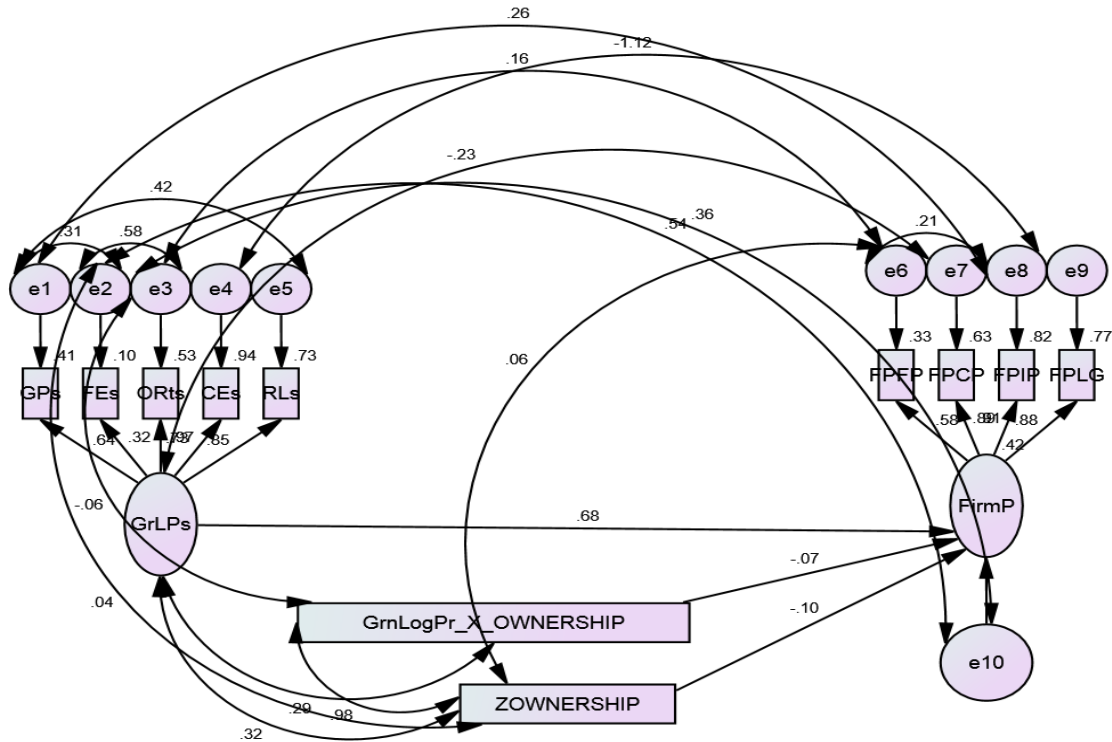 .26
-1.12
.16
-.23
.42
.36
.54
.31
.58
.21
e1
e2
e3
e4
e5
e6
e7
e8
e9
.06
.41
.10
.53
.94
.73
.33
.63
.82
.77
GPs
FEs
ORts
CEs
RLs
FPFP
FPCP
FPIP
FPLG
.64
.32
.97
.85
.58
.88
.42
GrLPs
FirmP
.68
-.06
-.07
.04
-.10
GrnLogPr_X_OWNERSHIP
e10
ZOWNERSHIP
.29
.98
.32